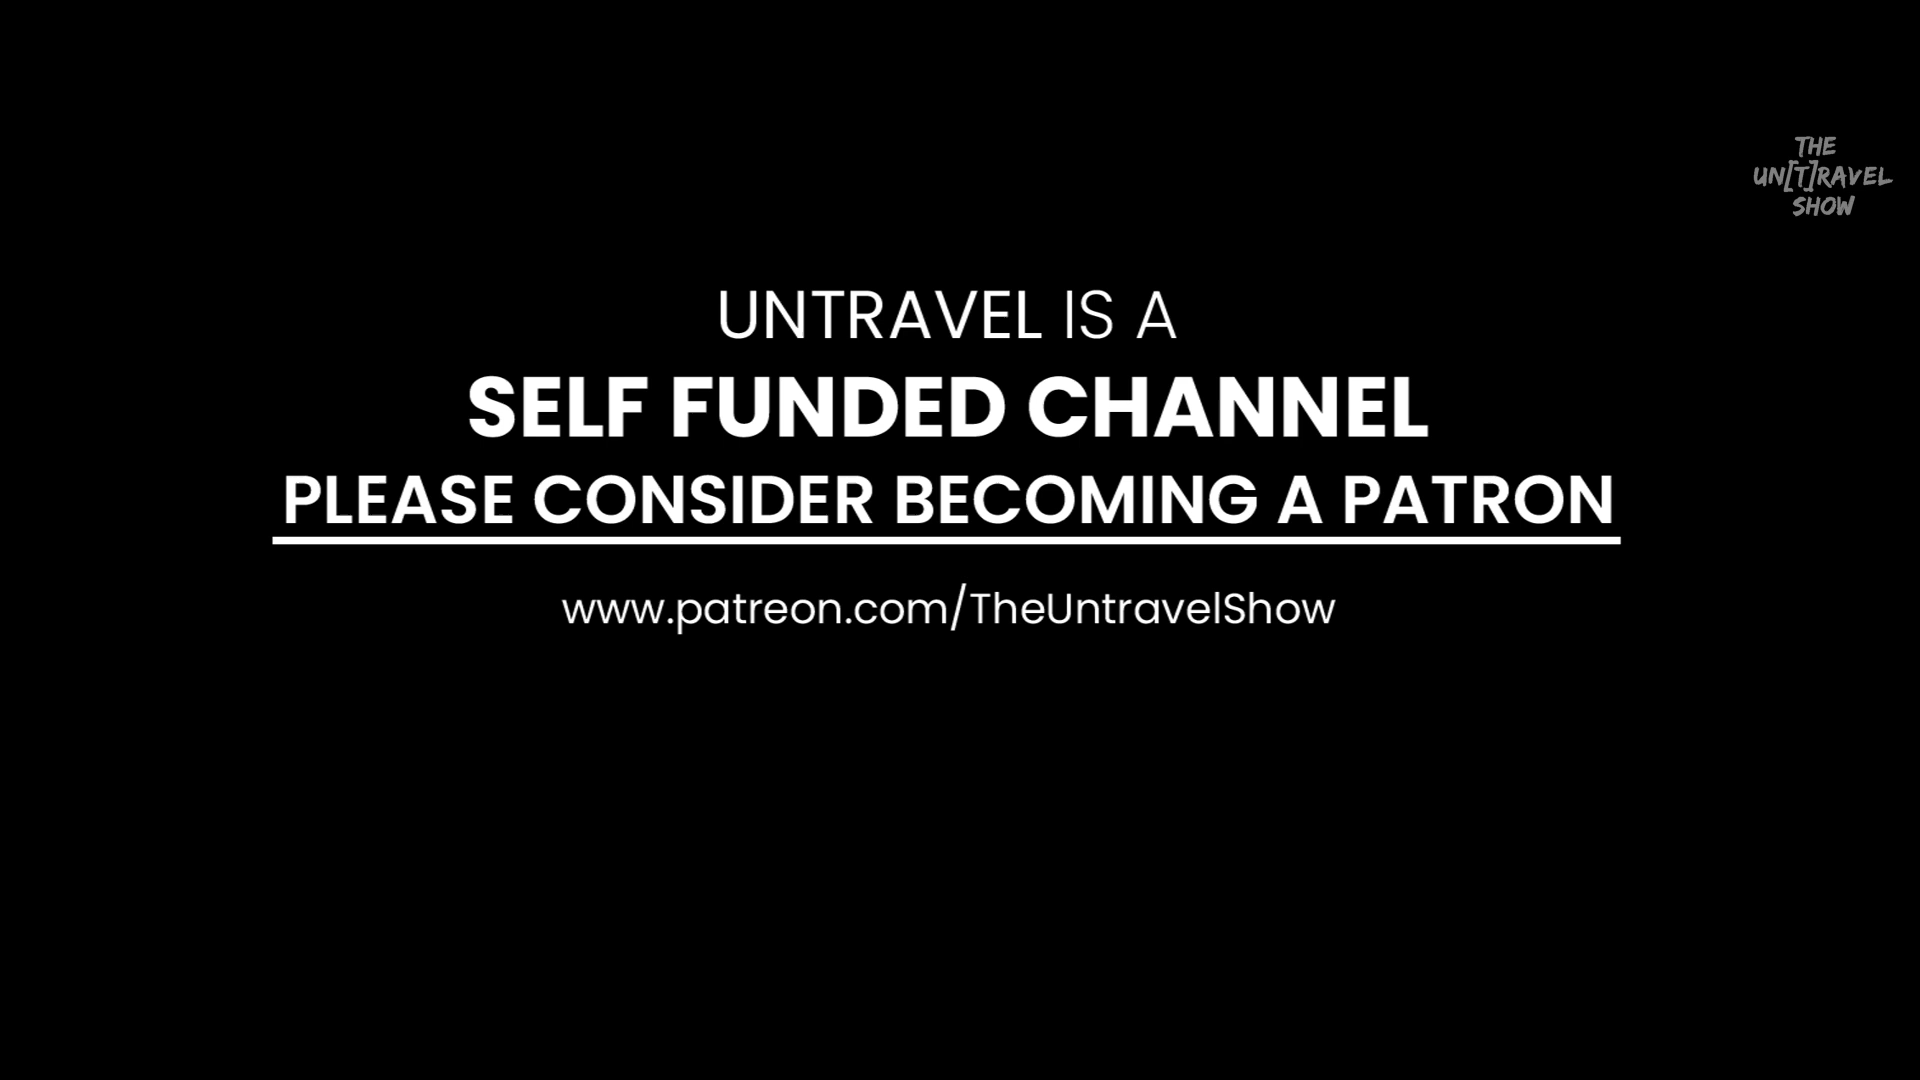 THE
UN[T]RAVEL
SHOW
UNTRAVEL IS A
SELF FUNDED CHANNEL
PLEASE CONSIDER BECOMING A PATRON
www.patreon.com/TheUntravelShow